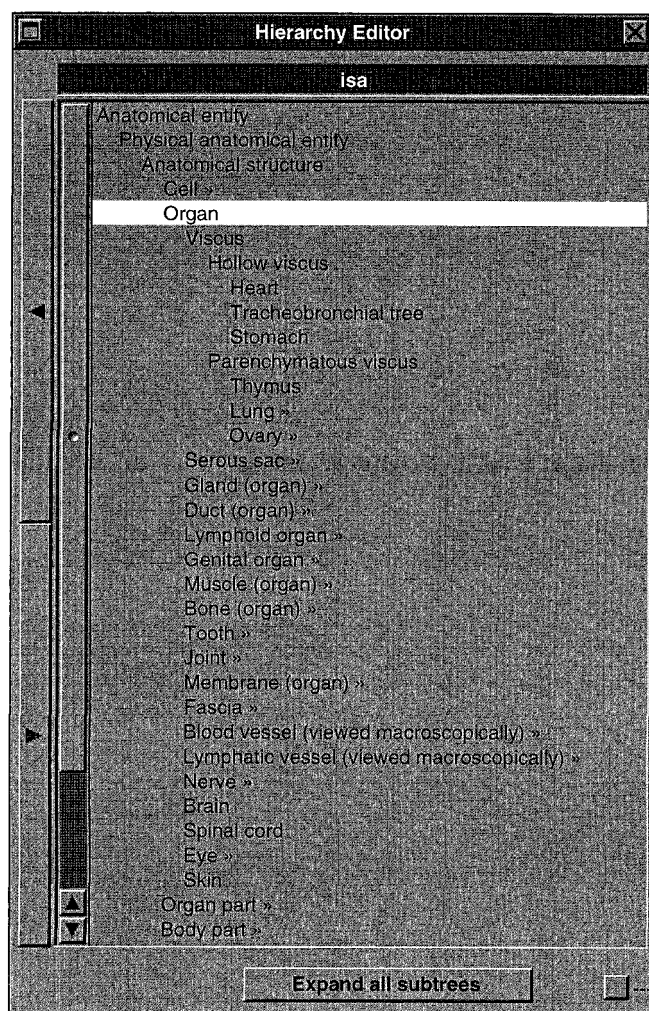 Hierarchy Editor
isa
Anatomical entity
Physical anatomical entity
Anatomical structure
Cell »
Organ
Viscus
Hollow viscus
Heart
Tracheobronchial tree
Stomach
Parenchymatous viscus
Thymus
Lung »
Ovary »
Serous sac »
Gland (organ) »
Duct (organ) »
Lymphoid organ »
Genital organ »
Muscle (organ) »
Bone (organ) »
Tooth »
Joint »
Membrane (organ) »
Fascia »
Blood vessel (viewed macroscopically) »
Lymphatic vessel (viewed macroscopically) »
Nerve »
Brain
Spinal cord
Eye »
Skin
Organ part »
Body part »
Expand all subtrees